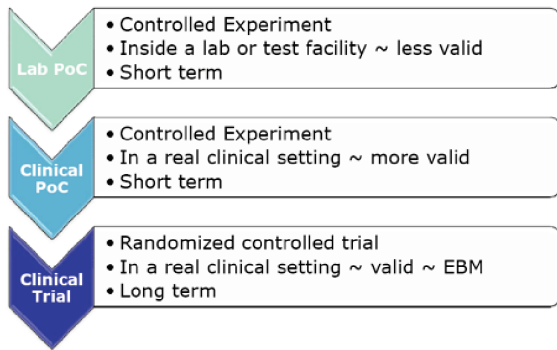 Lab PoC
• Controlled Experiment
• Inside a lab or test facility ~ less valid
• Short term
Clinical
PoC
• Controlled Experiment
• In a real clinical setting ~ more valid
• Short term
Clinical
Trial
• Randomized controlled trial
• In a real clinical setting ~ valid ~ EBM
• Long term